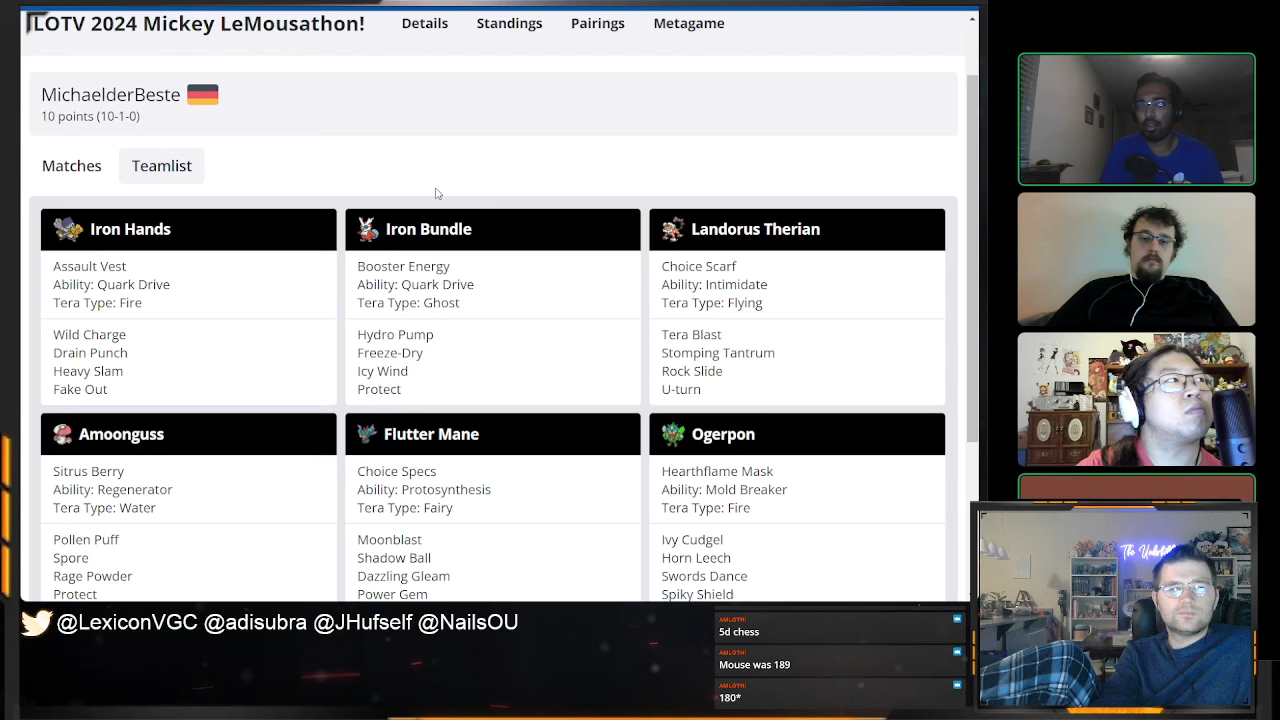 LOTV 2024 Mickey LeMousathon!
Details
Standings
Pairings
Metagame
MichaelderBeste
10 points (10-1-0)
Matches
Teamlist
Iron Hands
Assault Vest
Ability: Quark Drive
Tera Type: Fire
Wild Charge
Drain Punch
Heavy Slam
Fake Out
Iron Bundle
Booster Energy
Ability: Quark Drive
Tera Type: Ghost
Hydro Pump
Freeze-Dry
Icy Wind
Protect
Landorus Therian
Choice Scarf
Ability: Intimidate
Tera Type: Flying
Tera Blast
Stomping Tantrum
Rock Slide
U-turn
Amoonguss
Sitrus Berry
Ability: Regenerator
Tera Type: Water
Pollen Puff
Spore
Rage Powder
Protect
Flutter Mane
Choice Specs
Ability: Protosynthesis
Tera Type: Fairy
Moonblast
Shadow Ball
Dazzling Gleam
Power Gem
Ogerpon
Hearthflame Mask
Ability: Mold Breaker
Tera Type: Fire
Ivy Cudgel
Horn Leech
Swords Dance
Spiky Shield
@LexiconVGC @adisubra @JHufself @NailsOU
AMLOTHI
5d chess
AMLOTHI
Mouse was 189
AMLOTHI
180*
The